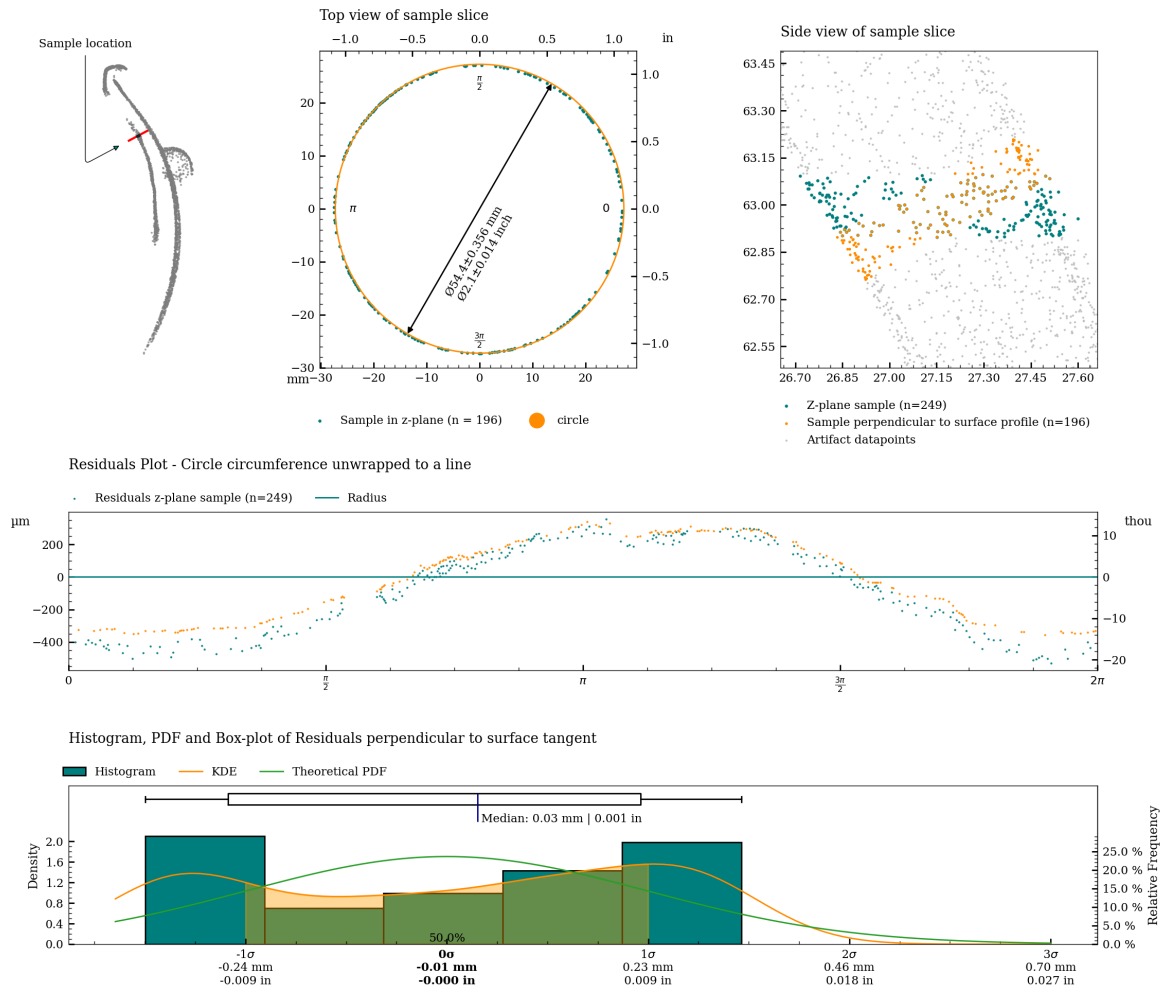 Sample location
Top view of sample slice
−1.0 −0.5 0.0 0.5 1.0 in
20
10
0
−10
−20
−30
1.0
0.5
0.0
−0.5
−1.0
π/2
π
0
3π/2
Ø54.4±0.356 mm
Ø2.1±0.014 inch
mm−30 −20 −10 0 10 20
Sample in z-plane (n = 196) circle
Side view of sample slice
63.45
63.30
63.15
63.00
62.85
62.70
62.55
26.70 26.85 27.00 27.15 27.30 27.45 27.60
Z-plane sample (n=249)
Sample perpendicular to surface profile (n=196)
Artifact datapoints
Residuals Plot - Circle circumference unwrapped to a line
Residuals z-plane sample (n=249) Radius
µm
thou
200
0
−200
−400
10
0
−10
−20
0 π/2 π 3π/2 2π
Histogram, PDF and Box-plot of Residuals perpendicular to surface tangent
Histogram KDE Theoretical PDF
Median: 0.03 mm | 0.001 in
Density
2.0
1.6
1.2
0.8
0.4
0.0
Relative Frequency
25.0 %
20.0 %
15.0 %
10.0 %
5.0 %
0.0 %
50.0%
-1σ 0σ 1σ 2σ 3σ
-0.24 mm -0.01 mm 0.23 mm 0.46 mm 0.70 mm
-0.009 in -0.000 in 0.009 in 0.018 in 0.027 in